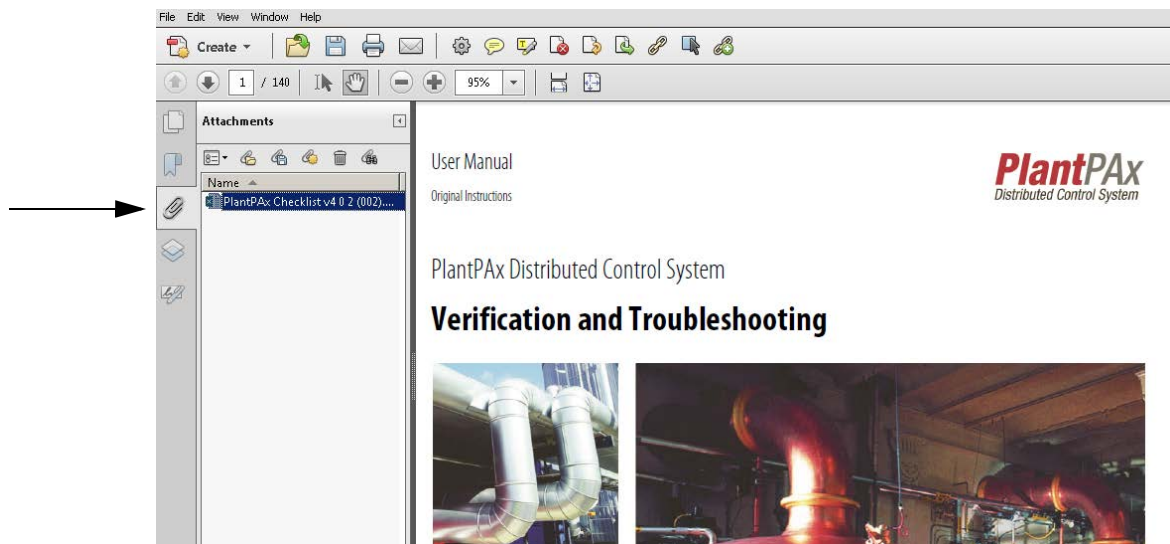 File Edit View Window Help
Create
1 / 140
95%
Attachments
Name
PlantPAx Checklist v4 0 2 (002)....
User Manual
Original Instructions
PlantPAx
Distributed Control System
PlantPAx Distributed Control System
Verification and Troubleshooting